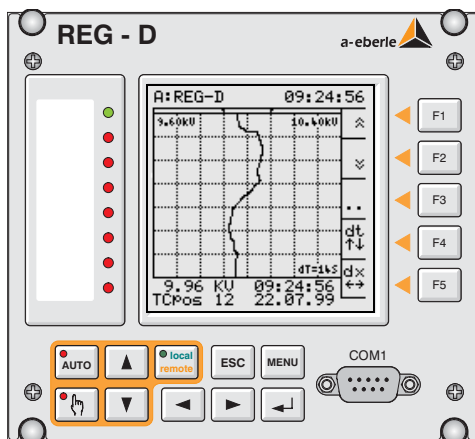 REG - D
a-eberle
A:REG-D 09:24:56
9.60kV 10.40kV
dt
dT=14S
dx
9.96 KV 09:24:56
TCPos 12 22.07.99
F1
F2
F3
F4
F5
AUTO
local
remote
ESC
MENU
COM1